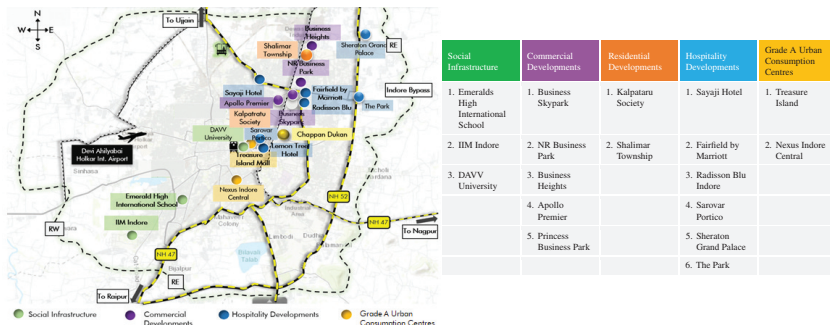 To Ujjain
N
W
E
S
Business
Heights
Shalimar
Township
Sheraton Grand
Palace
RE
NR Business
Park
Sayaji Hotel
Fairfield by
Marriott
Indore Bypass
Apollo Premier
Radisson Blu
The Park
Kalpatratu
Society
Business
Skypark
DAVV
University
Sarovar
Portico
Chappan Dukan
Lemon Tree
Hotel
Treasure
Island Mall
Devi Ahilyabai
Holkar Int. Airport
Sinhasa
Nexus Indore
Central
NH 52
Emerald High
International School
Industrial
Area
NH 47
IIM Indore
Colony
RW
To Nagpur
Limbodi
NH 47
Bijalpur
RE
To Raipur
Social Infrastructure
Commercial
Developments
Hospitality Developments
Grade A Urban
Consumption Centres
Social
Infrastructure
Commercial
Developments
Residential
Developments
Hospitality
Developments
Grade A Urban
Consumption
Centres
1. Emeralds
High
International
School
1. Business
Skypark
1. Kalpataru
Society
1. Sayaji Hotel
1. Treasure
Island
2. IIM Indore
2. NR Business
Park
2. Shalimar
Township
2. Fairfield by
Marriott
2. Nexus Indore
Central
3. DAVV
University
3. Business
Heights
3. Radisson Blu
Indore
4. Apollo
Premier
4. Sarovar
Portico
5. Princess
Business Park
5. Sheraton
Grand Palace
6. The Park